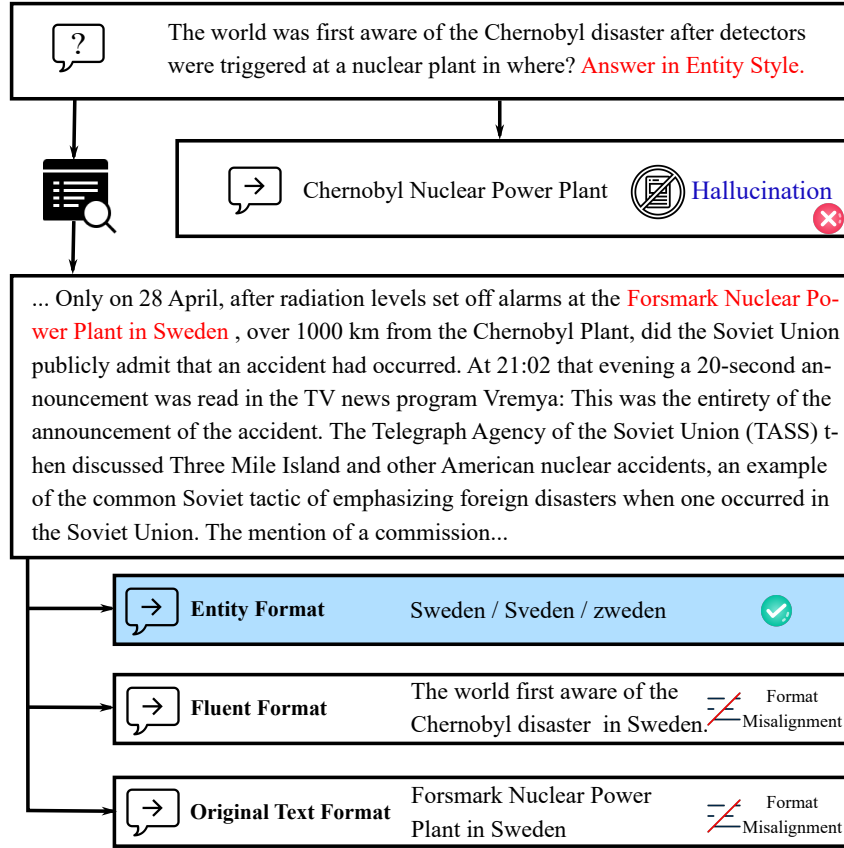 ?
The world was first aware of the Chernobyl disaster after detectors
were triggered at a nuclear plant in where? Answer in Entity Style.
Chernobyl Nuclear Power Plant Hallucination
... Only on 28 April, after radiation levels set off alarms at the Forsmark Nuclear Po-
wer Plant in Sweden , over 1000 km from the Chernobyl Plant, did the Soviet Union
publicly admit that an accident had occurred. At 21:02 that evening a 20-second an-
nouncement was read in the TV news program Vremya: This was the entirety of the
announcement of the accident. The Telegraph Agency of the Soviet Union (TASS) t-
hen discussed Three Mile Island and other American nuclear accidents, an example
of the common Soviet tactic of emphasizing foreign disasters when one occurred in
the Soviet Union. The mention of a commission...
Entity Format Sweden / Sveden / zweden
Fluent Format
The world first aware of the
Chernobyl disaster in Sweden.
Format
Misalignment
Original Text Format
Forsmark Nuclear Power
Plant in Sweden
Format
Misalignment